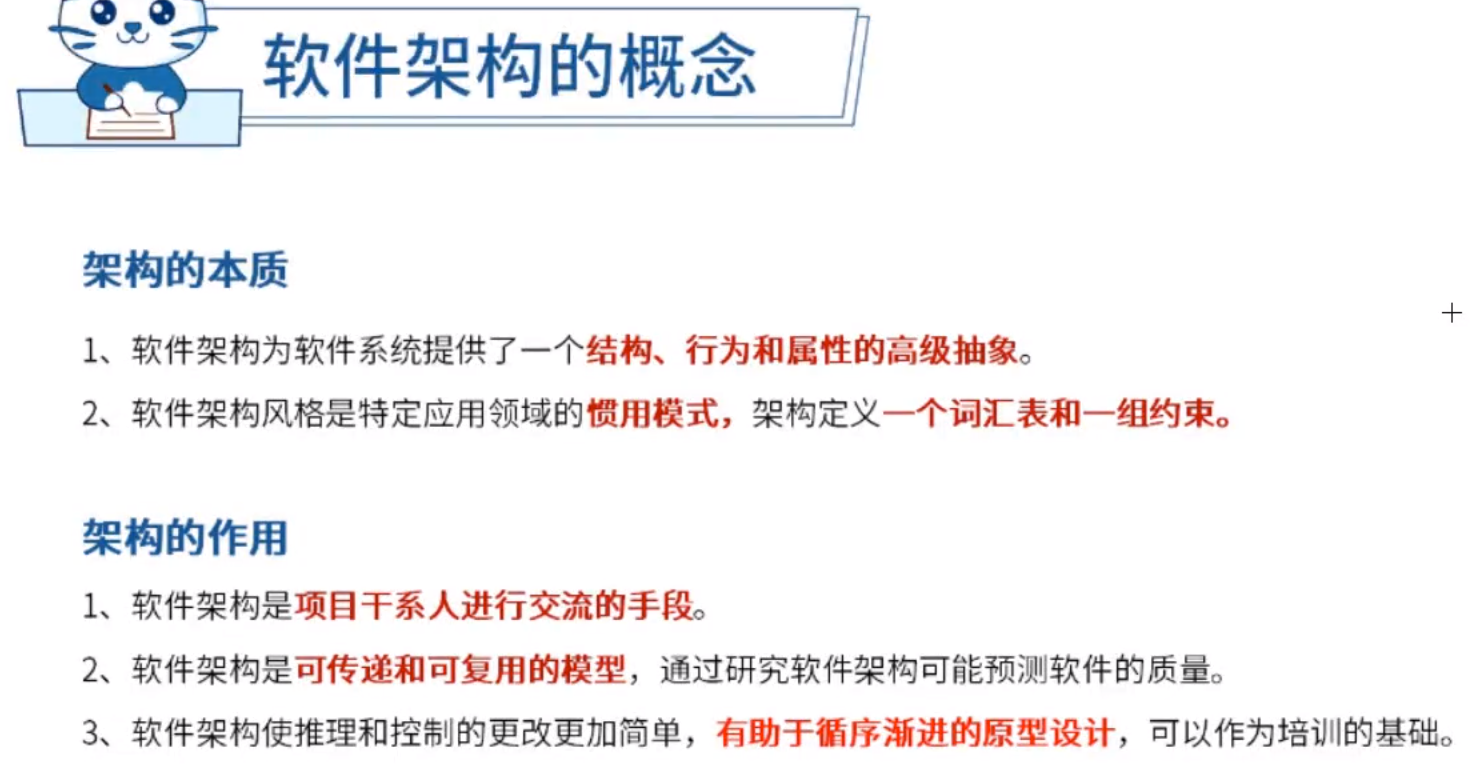 软件架构的概念
架构的本质
1、软件架构为软件系统提供了一个结构、行为和属性的高级抽象。
2、软件架构风格是特定应用领域的惯用模式，架构定义一个词汇表和一组约束。
架构的作用
1、软件架构是项目干系人进行交流的手段。
2、软件架构是可传递和可复用的模型，通过研究软件架构可能预测软件的质量。
3、软件架构使推理和控制的更改更加简单，有助于循序渐进的原型设计，可以作为培训的基础。